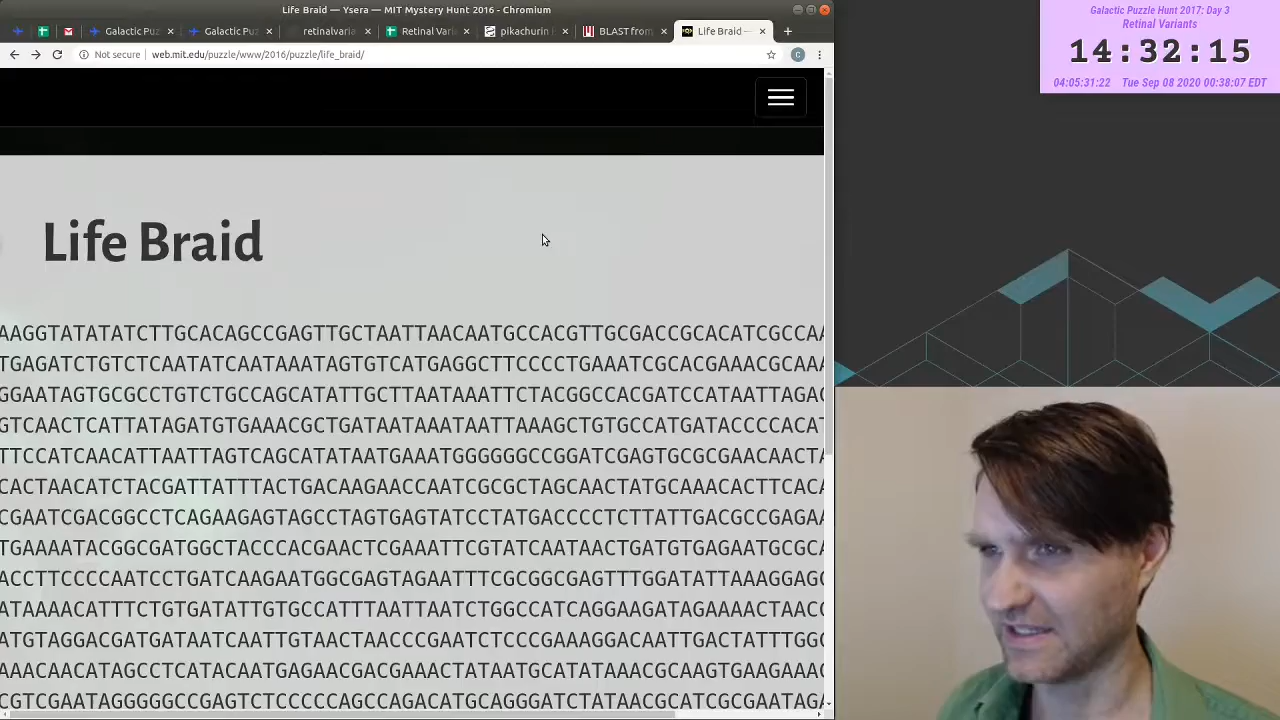 Life Braid — Ysera — MIT Mystery Hunt 2016 - Chromium
Galactic Puz
Galactic Puz
retinalvaria
Retinal Var
pikachurin h
BLAST from
Life Braid —
Not secure
web.mit.edu/puzzle/www/2016/puzzle/life_braid/
C
Life Braid
AAGGTATATATCTTGCACAGCCGAGTTGCTAATTAACAATGCCACGTTGCGACCGCACATCGCCAA
TGAGATCTGTCTCAATATCAATAAATAGTGTCATGAGGCTTCCCCTGAAATCGCACGAAACGCAAA
GGAATAGTGCGCCTGTCTGCCAGCATATTGCTTAATAAATTCTACGGCCACGATCCATAATTAGAC
GTCAACTCATTATAGATGTGAAACGCTGATAATAAATAATTAAAGCTGTGCCATGATACCCCACAT
TTCCATCAACATTAATTAGTCAGCATATAATGAAATGGGGGGCCGGATCGAGTGCGCGAACAACTA
CACTAACATCTACGATTATTTACTGACAAGAACCAATCGCGCTAGCAACTATGCAAACACTTCACA
CGAATCGACGGCCTCAGAAGAGTAGCCTAGTGAGTATCCTATGACCCCTCTTATTGACGCCGAGAA
TGAAAATACGGCGATGGCTACCCACGAACTCGAAATTCGTATCAATAACTGATGTGAGAATGCGCA
ACCTTCCCCAATCCTGATCAAGAATGGCGAGTAGAATTTCGCGGCGAGTTTGGATATTAAAGGAGC
ATAAAACATTTCTGTGATATTGTGCCATTTAATTAATCTGGCCATCAGGAAGATAGAAAACTAACC
ATGTAGGACGATGATAATCAATTGTAACTAACCCGAATCTCCCGAAAGGACAATTGACTATTTGGC
AAACAACATAGCCTCATACAATGAGAACGACGAAACTATAATGCATATAAACGCAAGTGAAGAAAC
CGTCGAATAGGGGGGCCGAGTCTCCCCCAGCCAGACATGCAGGGATCTATAACGCATCGCGAATAGA
Galactic Puzzle Hunt 2017: Day 3
Retinal Variants
14:32:15
04:05:31:22 Tue Sep 08 2020 00:38:07 EDT